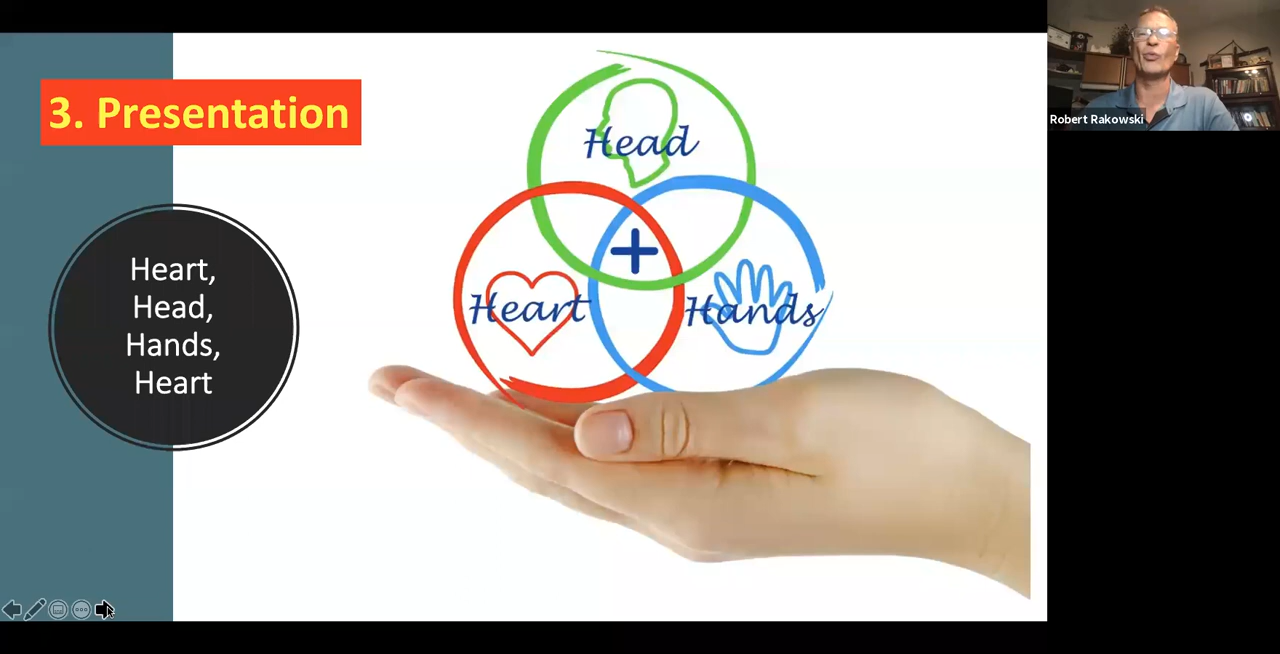 3. Presentation
Heart,
Head,
Hands,
Heart
Head
Heart
Hands
Robert Rakowski